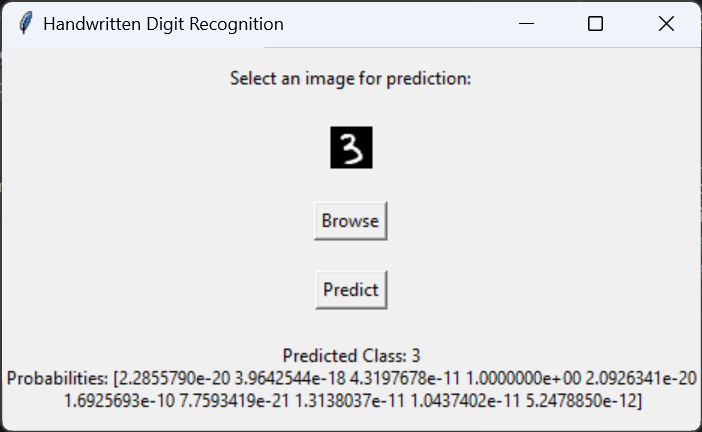 Handwritten Digit Recognition
Select an image for prediction:
3
Browse
Predict
Predicted Class: 3
Probabilities: [2.2855790e-20 3.9642544e-18 4.3197678e-11 1.0000000e+00 2.0926341e-20
1.6925693e-10 7.7593419e-21 1.3138037e-11 1.0437402e-11 5.2478850e-12]